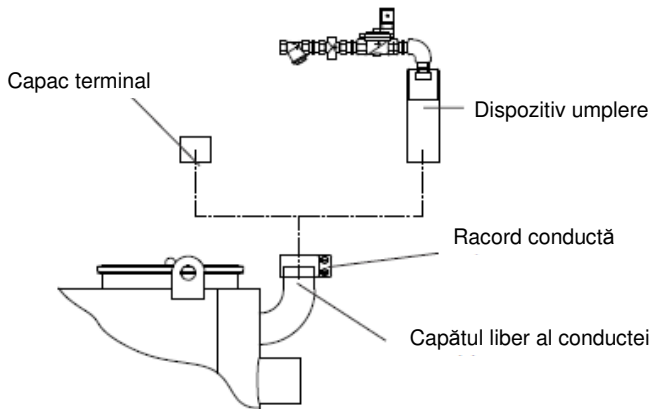 Capac terminal
Dispozitiv umplere
Racord conductă
Capătul liber al conductei